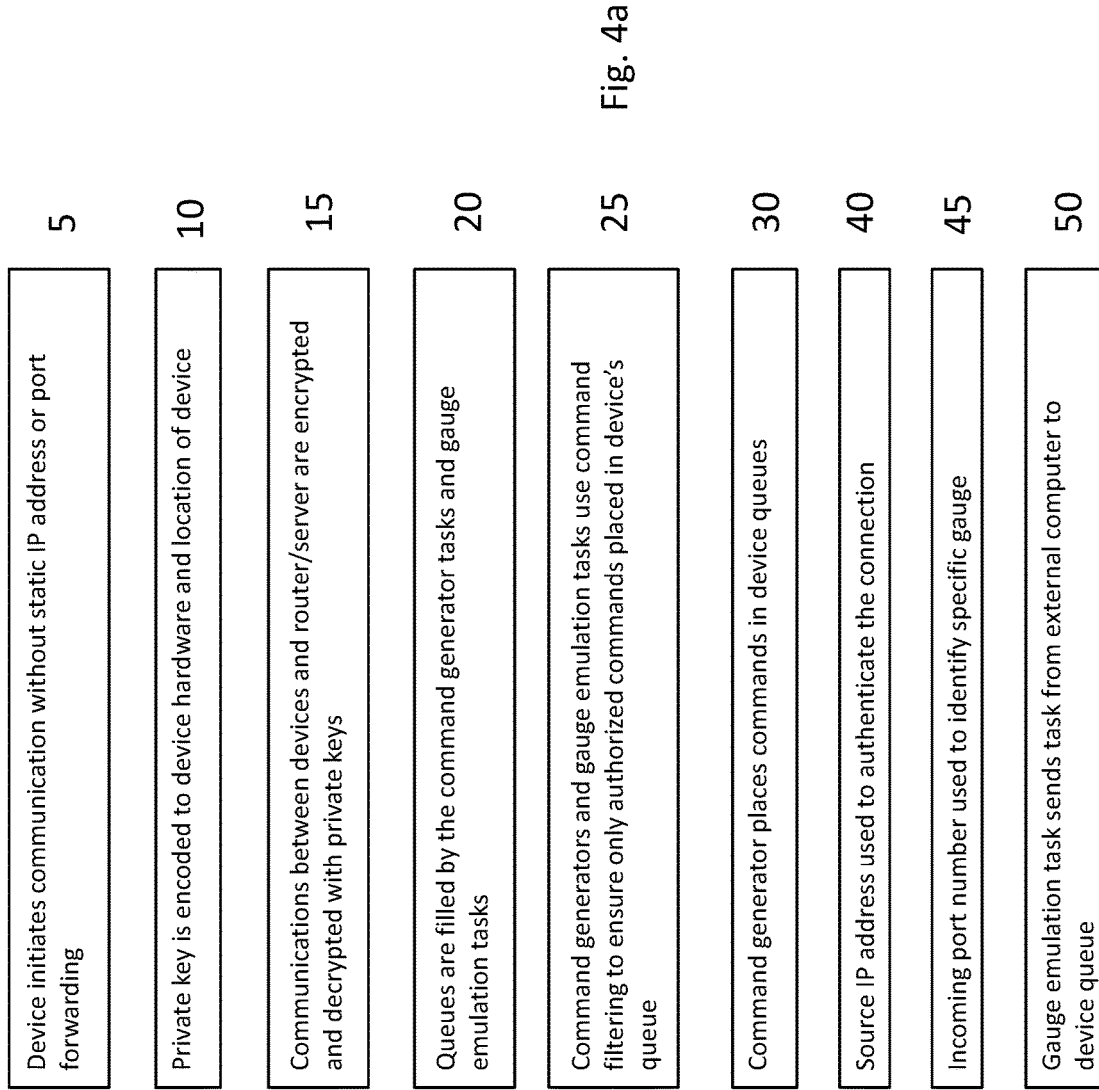 Device initiates communication without static IP address or port
forwarding
5
Private key is encoded to device hardware and location of device
10
Communications between devices and router/server are encrypted
and decrypted with private keys
15
Queues are filled by the command generator tasks and gauge
emulation tasks
20
Command generators and gauge emulation tasks use command
filtering to ensure only authorized commands placed in device’s
queue
25
Command generator places commands in device queues
30
Source IP address used to authenticate the connection
40
Incoming port number used to identify specific gauge
45
Gauge emulation task sends task from external computer to
device queue
50
Fig. 4a